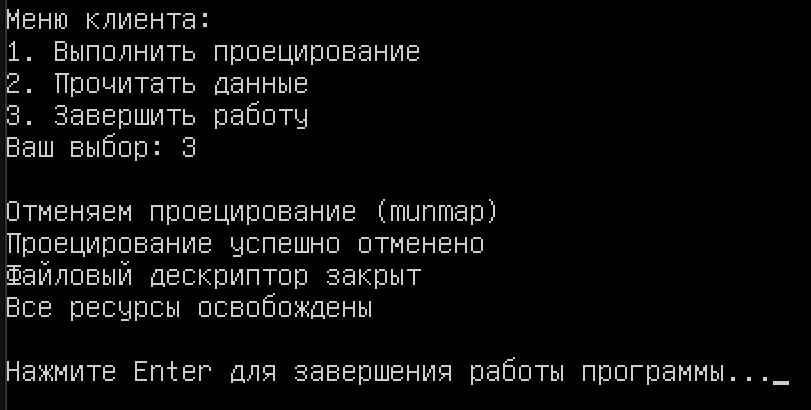 Меню клиента:
1. Выполнить проецирование
2. Прочитать данные
3. Завершить работу
Ваш выбор: 3
Отменяем проецирование (munmap)
Проецирование успешно отменено
Файловый дескриптор закрыт
Все ресурсы освобождены
Нажмите Enter для завершения работы программы..._